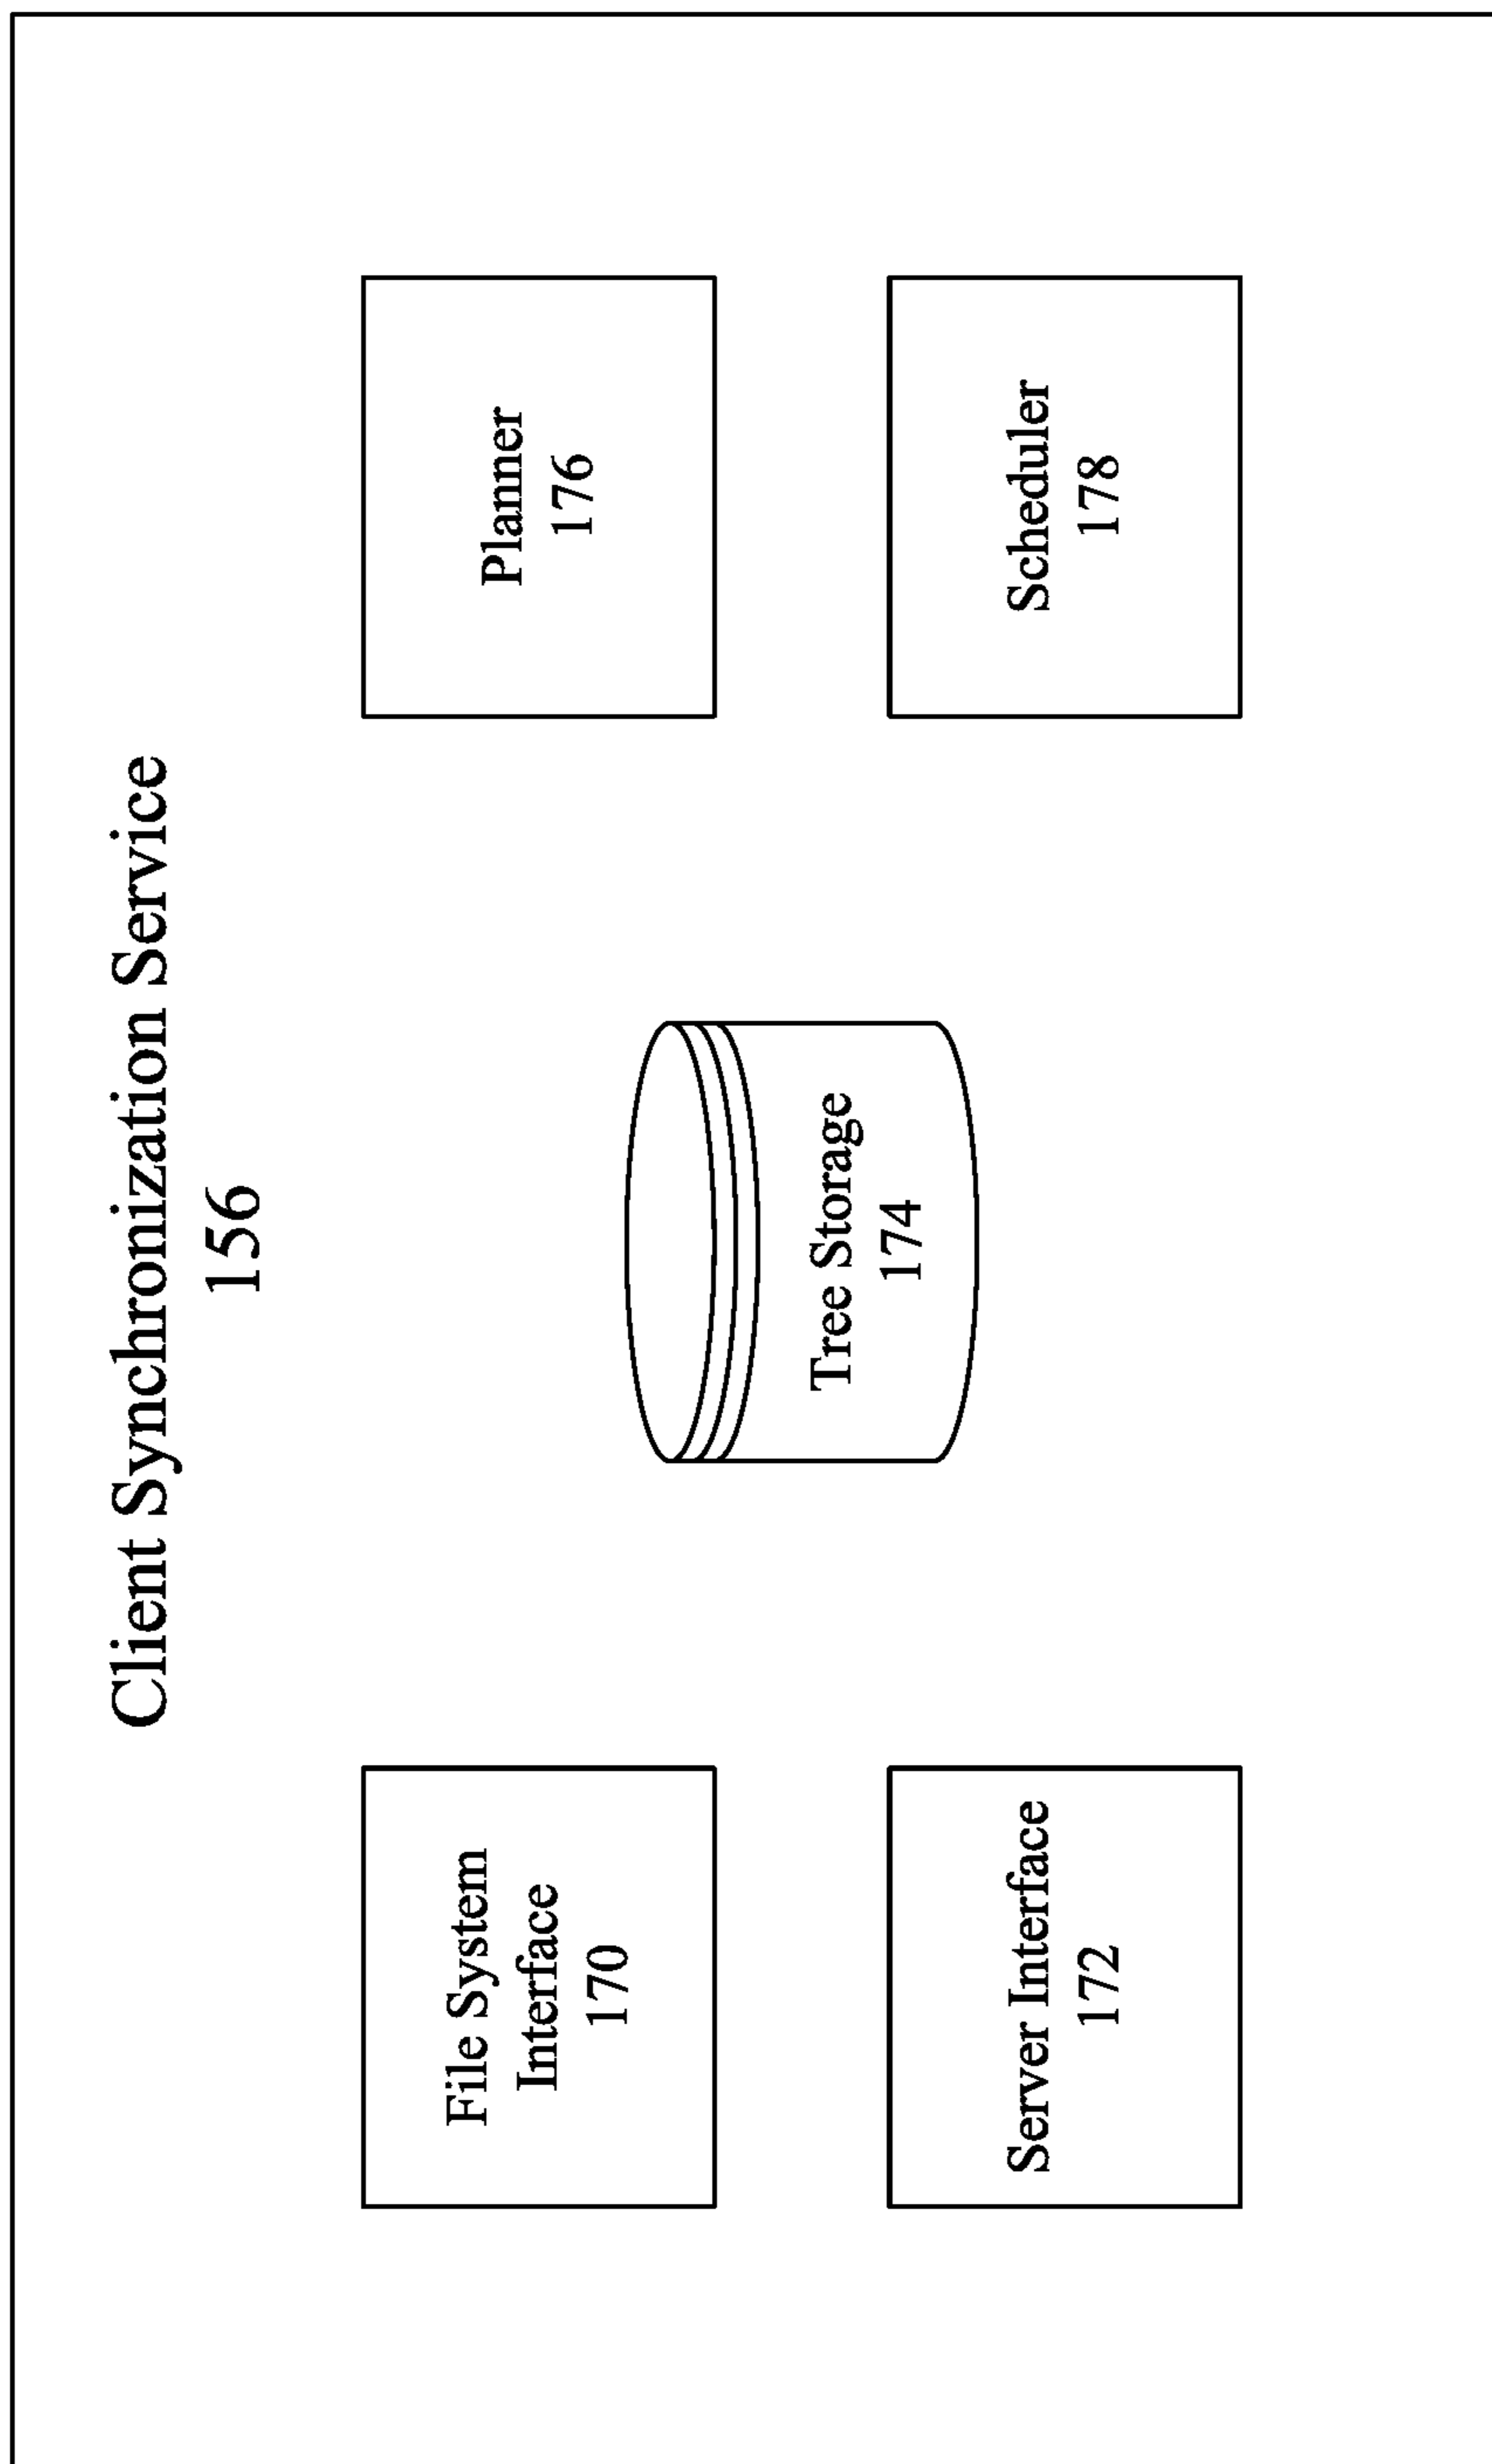 Client Synchronization Service
156
File System
Interface
170
Server Interface
172
Tree Storage
174
Planner
176
Scheduler
178